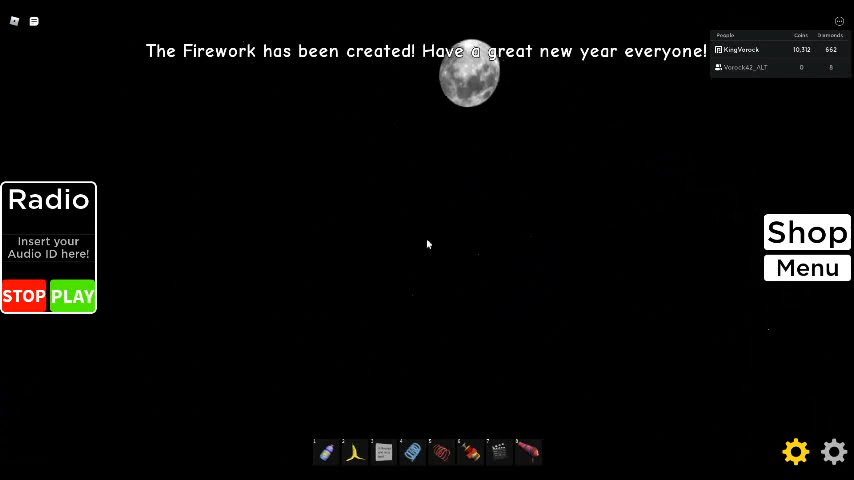 The Firework has been created! Have a great new year everyone!
People Coins Diamonds
KingVorock 10,312 662
Vorock42_ALT 0 8
Radio
Insert your
Audio ID here!
STOP PLAY
Shop
Menu
1 2 3 4 5 6 7 8